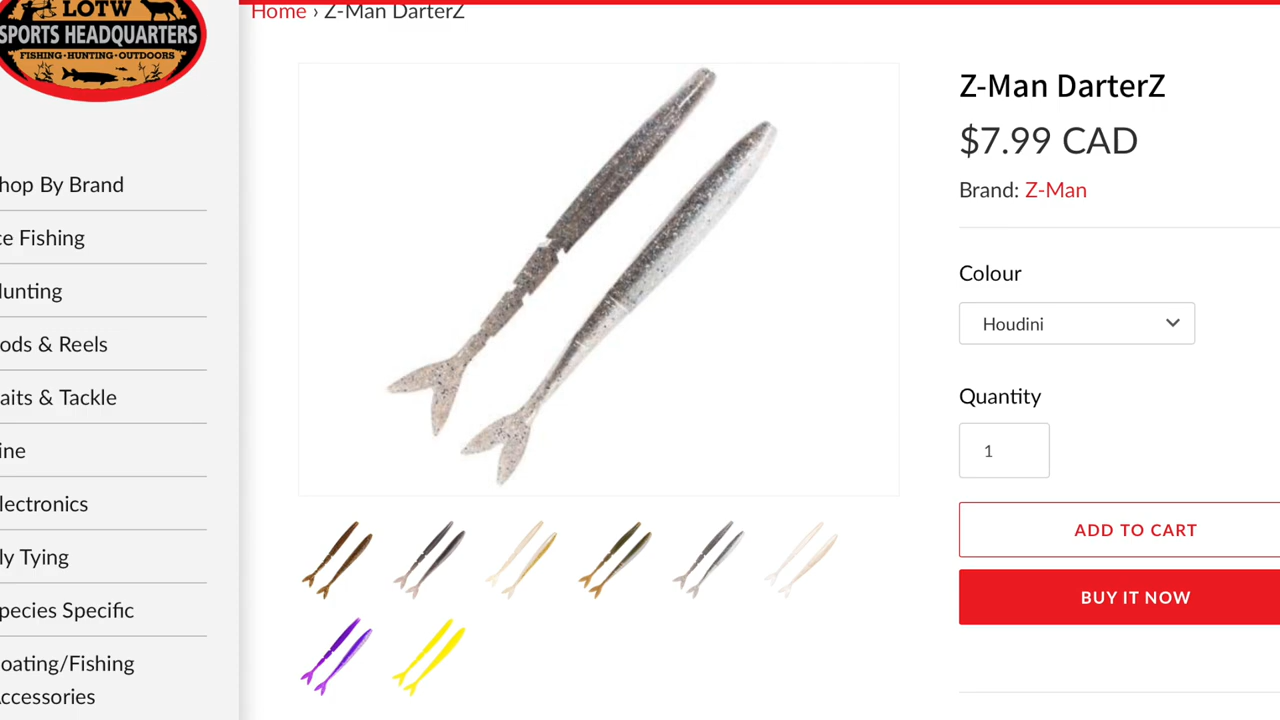 LOTW
SPORTS HEADQUARTERS
FISHING·HUNTING·OUTDOORS
Home › Z-Man DarterZ
hop By Brand
ce Fishing
Hunting
ods & Reels
aits & Tackle
ine
lectronics
ly Tying
pecies Specific
oating/Fishing
Accessories
Z-Man DarterZ
$7.99 CAD
Brand: Z-Man
Colour
Houdini
Quantity
1
ADD TO CART
BUY IT NOW